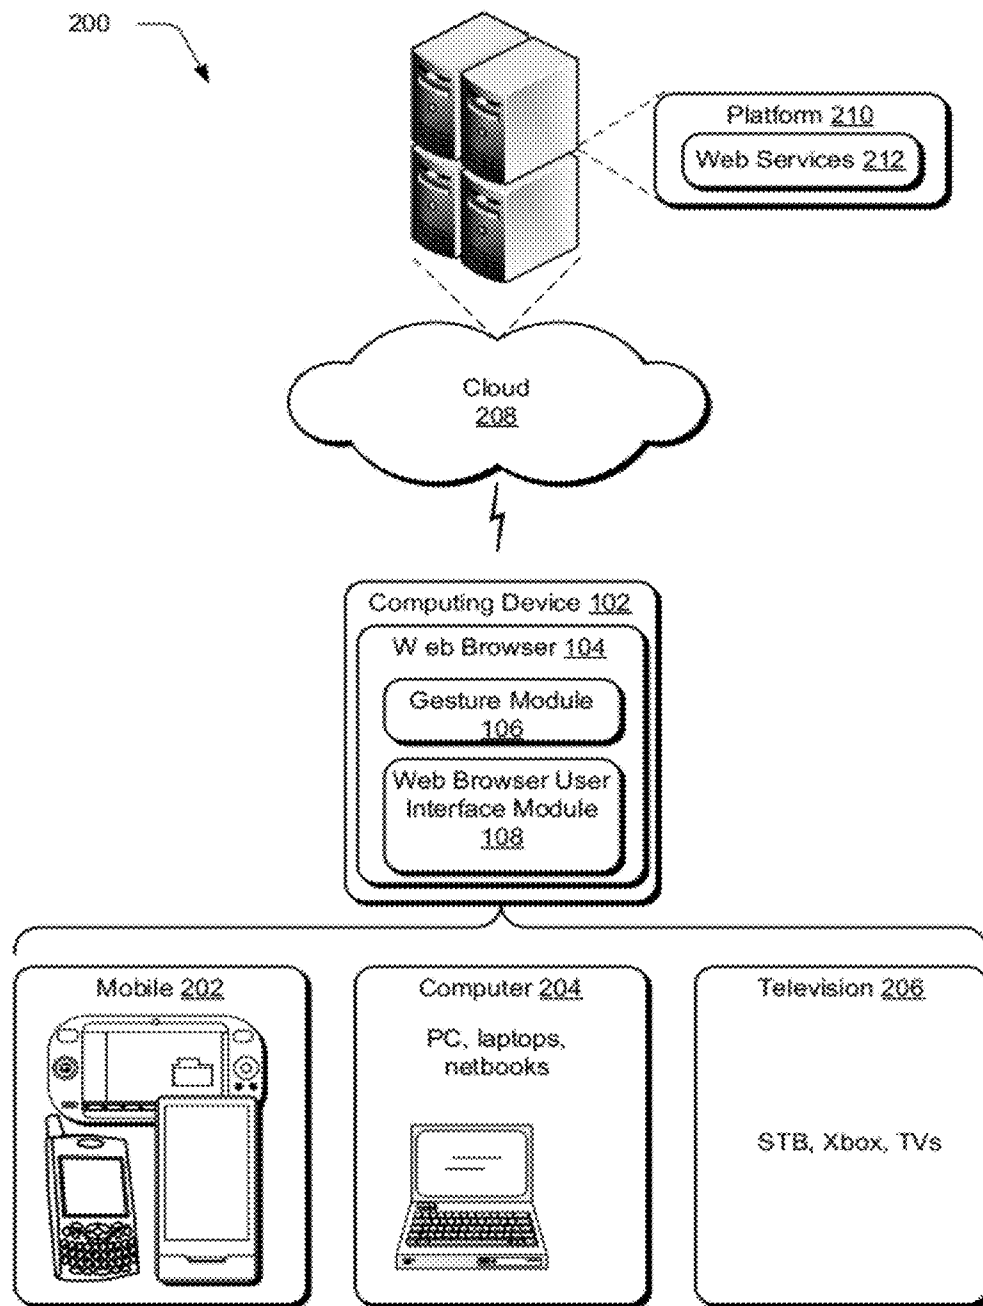 200
Platform 210
Web Services 212
Cloud
208
Computing Device 102
W eb Browser 104
Gesture Module
106
Web Browser User
Interface Module
108
Mobile 202
Computer 204
PC, laptops,
netbooks
Television 206
STB, Xbox, TVs